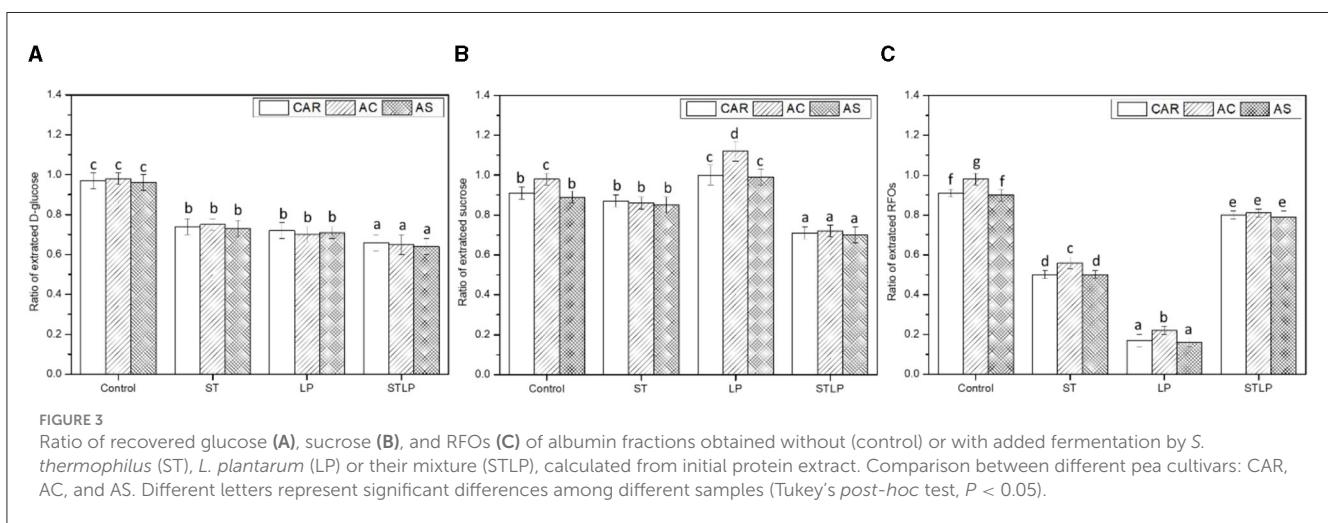 A
1.4
CAR AC AS
1.2
1.0
0.8
0.6
0.4
0.2
0.0
Ratio of extratced D-glucose
c c c
b b b
b b b
a a a
Control ST LP STLP
B
1.4
CAR AC AS
1.2
1.0
0.8
0.6
0.4
0.2
0.0
Ratio of extratced sucrose
b c b
b b b
c d c
a a a
Control ST LP STLP
C
1.4
CAR AC AS
1.2
1.0
0.8
0.6
0.4
0.2
0.0
Ratio of extratced RFOs
f g f
d c d
a b a
e e e
Control ST LP STLP
FIGURE 3
Ratio of recovered glucose (A), sucrose (B), and RFOs (C) of albumin fractions obtained without (control) or with added fermentation by S.
thermophilus (ST), L. plantarum (LP) or their mixture (STLP), calculated from initial protein extract. Comparison between different pea cultivars: CAR,
AC, and AS. Different letters represent significant differences among different samples (Tukey's post-hoc test, P < 0.05).